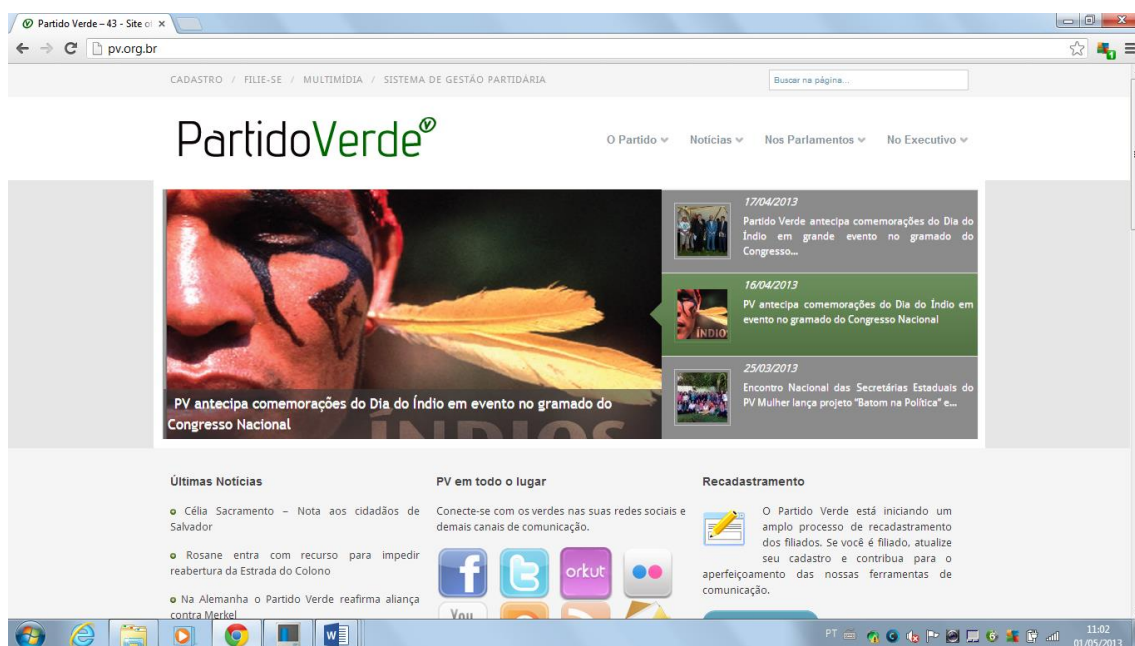 Partido Verde – 43 - Site of
pv.org.br
CADASTRO / FILIE-SE / MULTIMÍDIA / SISTEMA DE GESTÃO PARTIDÁRIA
Buscar na página...
PartidoVerde
O Partido Notícias Nos Parlamentos No Executivo
17/04/2013
Partido Verde antecipa comemorações do Dia do
Índio em grande evento no gramado do
Congresso...
16/04/2013
PV antecipa comemorações do Dia do Índio em
evento no gramado do Congresso Nacional
ÍNDIO
25/03/2013
Encontro Nacional das Secretárias Estaduais do
PV Mulher lança projeto “Batom na Política” e...
PV antecipa comemorações do Dia do Índio em evento no gramado do
Congresso Nacional
ÍNDIOS
Últimas Notícias
Célia Sacramento – Nota aos cidadãos de
Salvador
Rosane entra com recurso para impedir
reabertura da Estrada do Colono
Na Alemanha o Partido Verde reafirma aliança
contra Merkel
PV em todo o lugar
Conecte-se com os verdes nas suas redes sociais e
demais canais de comunicação.
orkut
You
Recadastramento
O Partido Verde está iniciando um
amplo processo de recadastramento
dos filiados. Se você é filiado, atualize
seu cadastro e contribua para o
aperfeiçoamento das nossas ferramentas de
comunicação.
PT
11:02
01/05/2013